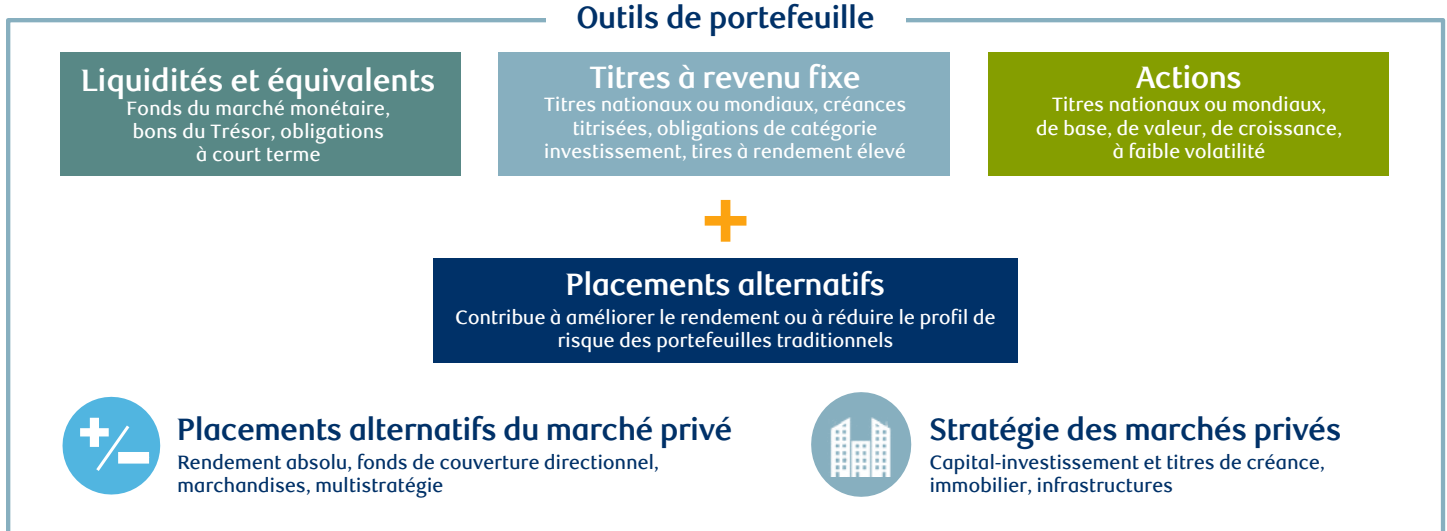 Outils de portefeuille
Liquidités et équivalents
Fonds du marché monétaire,
bons du Trésor, obligations
à court terme
Titres à revenu fixe
Titres nationaux ou mondiaux, créances
titrisées, obligations de catégorie
investissement, tires à rendement élevé
Actions
Titres nationaux ou mondiaux,
de base, de valeur, de croissance,
à faible volatilité
+
Placements alternatifs
Contribue à améliorer le rendement ou à réduire le profil de
risque des portefeuilles traditionnels
+/-
Placements alternatifs du marché privé
Rendement absolu, fonds de couverture directionnel,
marchandises, multistratégie
Stratégie des marchés privés
Capital-investissement et titres de créance,
immobilier, infrastructures